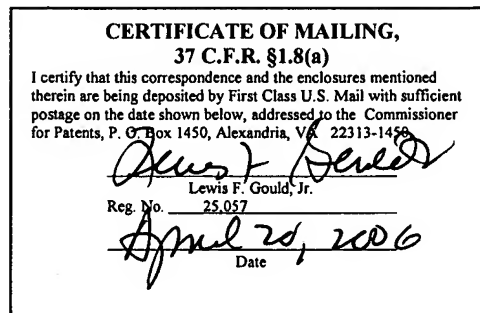 CERTIFICATE OF MAILING,
37 C.F.R. §1.8(a)
I certify that this correspondence and the enclosures mentioned
therein are being deposited by First Class U.S. Mail with sufficient
postage on the date shown below, addressed to the Commissioner
for Patents, P. O. Box 1450, Alexandria, VA 22313-1450
Lewis F. Gould, Jr.
Reg. No. 25,057
April 20, 2006
Date